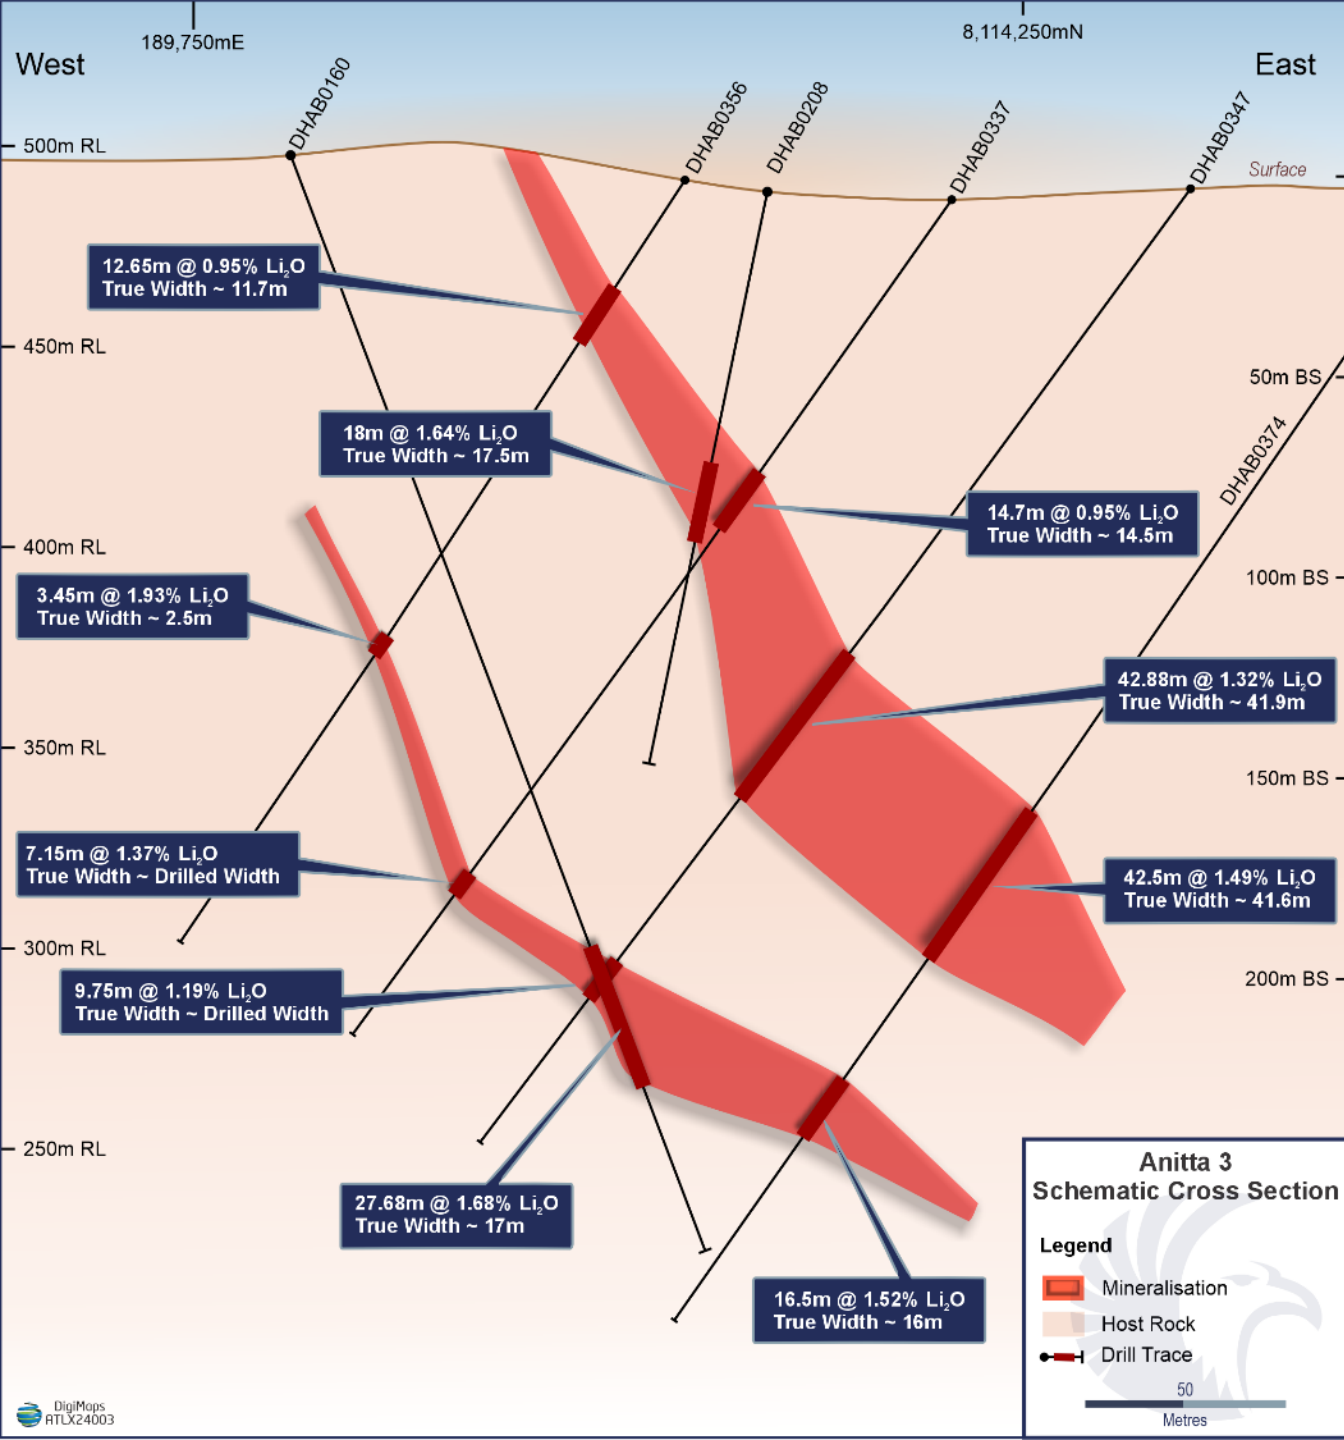 189,750mE
8,114,250mN
West
East
DHAB0160
DHAB0356
DHAB0208
DHAB0337
DHAB0347
500m RL
Surface
12.65m @ 0.95% Li₂O
True Width ~ 11.7m
450m RL
50m BS
18m @ 1.64% Li₂O
True Width ~ 17.5m
DHAB0374
14.7m @ 0.95% Li₂O
True Width ~ 14.5m
400m RL
100m BS
3.45m @ 1.93% Li₂O
True Width ~ 2.5m
42.88m @ 1.32% Li₂O
True Width ~ 41.9m
350m RL
150m BS
7.15m @ 1.37% Li₂O
True Width ~ Drilled Width
42.5m @ 1.49% Li₂O
True Width ~ 41.6m
300m RL
200m BS
9.75m @ 1.19% Li₂O
True Width ~ Drilled Width
250m RL
27.68m @ 1.68% Li₂O
True Width ~ 17m
16.5m @ 1.52% Li₂O
True Width ~ 16m
Anitta 3
Schematic Cross Section
Legend
Mineralisation
Host Rock
Drill Trace
50
Metres
DigiMaps
ATLX24003